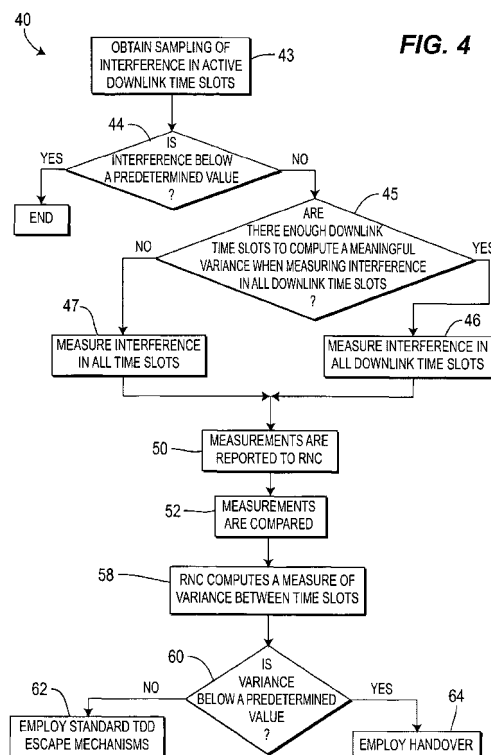 40
FIG. 4
OBTAIN SAMPLING OF
INTERFERENCE IN ACTIVE
DOWNLINK TIME SLOTS
43
44
IS
INTERFERENCE BELOW
A PREDETERMINED VALUE
?
YES
NO
END
45
ARE
THERE ENOUGH DOWNLINK
TIME SLOTS TO COMPUTE A MEANINGFUL
VARIANCE WHEN MEASURING INTERFERENCE
IN ALL DOWNLINK TIME SLOTS
?
NO
YES
47
MEASURE INTERFERENCE
IN ALL TIME SLOTS
46
MEASURE INTERFERENCE IN
ALL DOWNLINK TIME SLOTS
50
MEASUREMENTS ARE
REPORTED TO RNC
52
MEASUREMENTS
ARE COMPARED
58
RNC COMPUTES A MEASURE OF
VARIANCE BETWEEN TIME SLOTS
60
IS
VARIANCE
BELOW A PREDETERMINED
VALUE
?
NO
YES
62
EMPLOY STANDARD TDD
ESCAPE MECHANISMS
64
EMPLOY HANDOVER